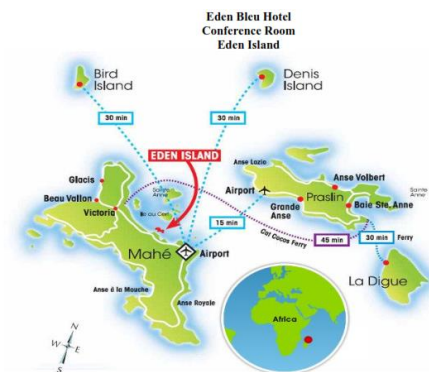 Eden Bleu Hotel
Conference Room
Eden Island
Bird
Island
Denis
Island
30 min
30 min
EDEN ISLAND
Anse Lazio
Anse Volbert
Airport
Praslin
Glacis
Beau Vallon
Victoria
Grande
Anse
Baie Ste. Anne
15 min
Cat Cocos Ferry
45 min
30 min
Ferry
Mahé
Airport
La Digue
Anse à la Mouche
Anse Royale
Africa
N
W
E
S